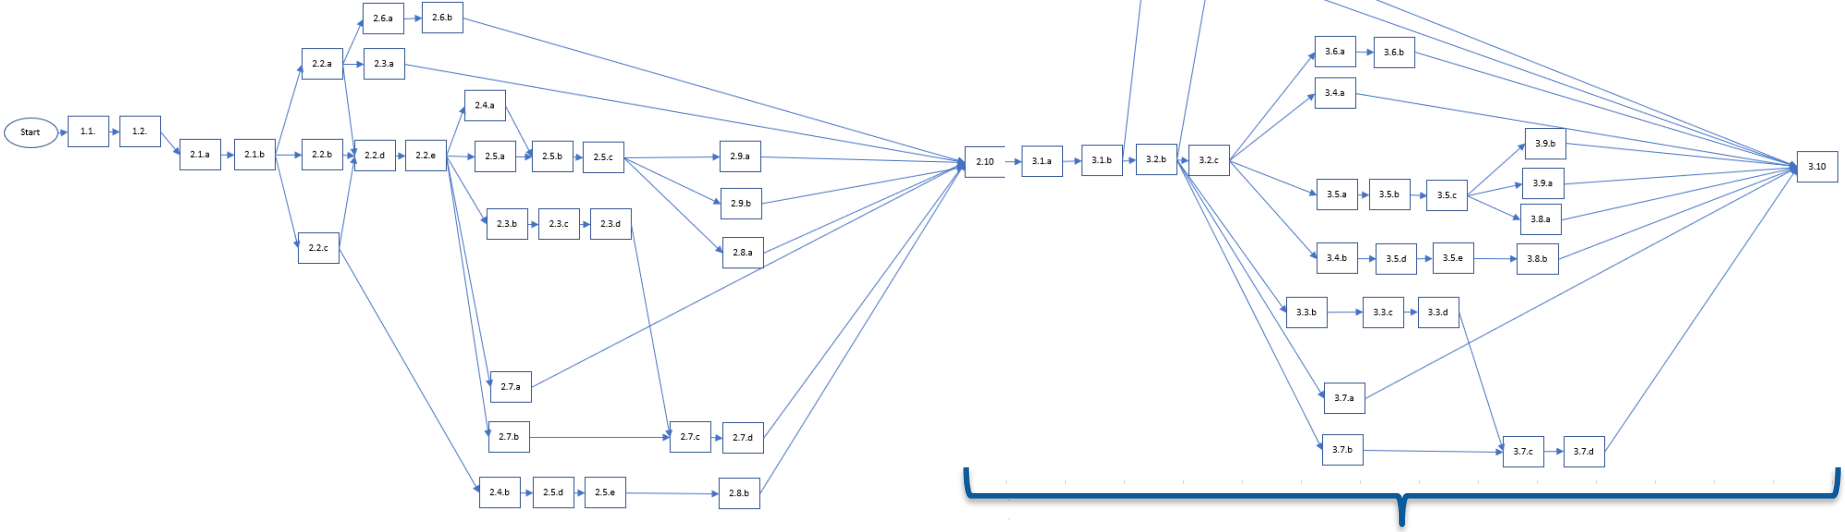 Start
1.1.
1.2.
2.1.a
2.1.b
2.2.a
2.2.b
2.2.c
2.6.a
2.6.b
2.3.a
2.2.d
2.2.e
2.4.a
2.5.a
2.5.b
2.5.c
2.9.a
2.9.b
2.8.a
2.3.b
2.3.c
2.3.d
2.7.a
2.7.b
2.7.c
2.7.d
2.4.b
2.5.d
2.5.e
2.8.b
2.10
3.1.a
3.1.b
3.2.b
3.2.c
3.6.a
3.6.b
3.4.a
3.5.a
3.5.b
3.5.c
3.9.b
3.9.a
3.8.a
3.4.b
3.5.d
3.5.e
3.8.b
3.3.b
3.3.c
3.3.d
3.7.a
3.7.b
3.7.c
3.7.d
3.10